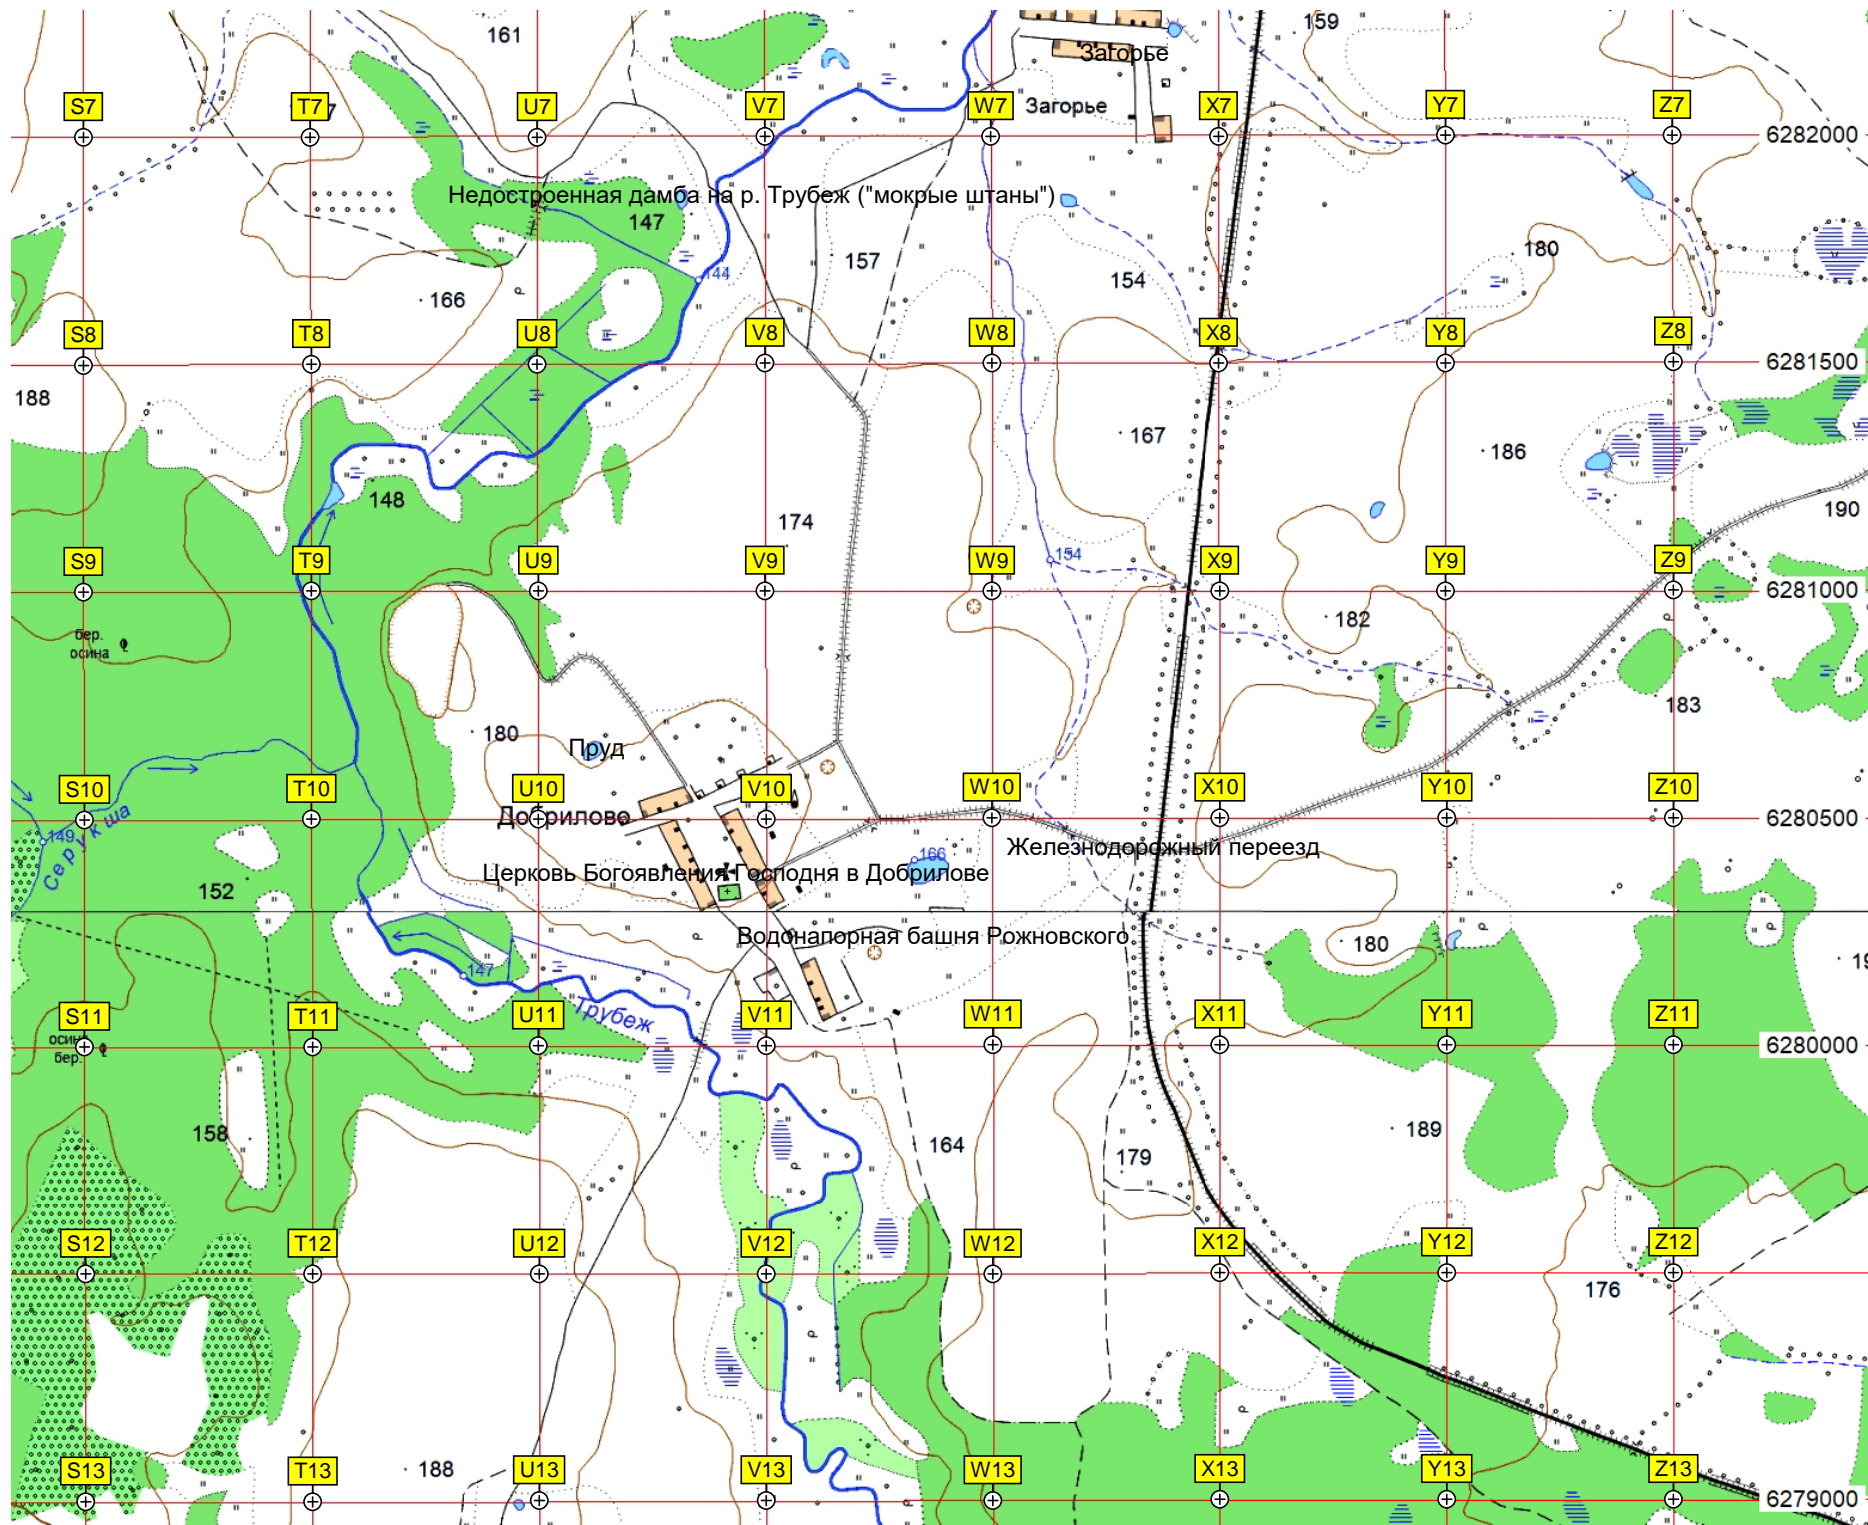 161
159
Загорье
S7 T7 U7 V7 W7 Загорье X7 Y7 Z7
6282000
Недостроенная дамба на р. Трубеж ("мокрые штаны")
147
157
180
144
154
166
S8 T8 U8 V8 W8 X8 Y8 Z8
6281500
188
167
186
148
174
190
154
S9 T9 U9 V9 W9 X9 Y9 Z9
6281000
182
бер.
осина
183
180
Пруд
S10 T10 U10 V10 W10 X10 Y10 Z10
6280500
Добрилово
149
Серукша
Железнодорожный переезд
166
Церковь Богоявления Господня в Добрилове
152
Водонапорная башня Рожновского
180
147
Трубеж
S11 T11 U11 V11 W11 X11 Y11 Z11
6280000
осина
бер.
158
164
189
179
S12 T12 U12 V12 W12 X12 Y12 Z12
176
188
S13 T13 U13 V13 W13 X13 Y13 Z13
6279000